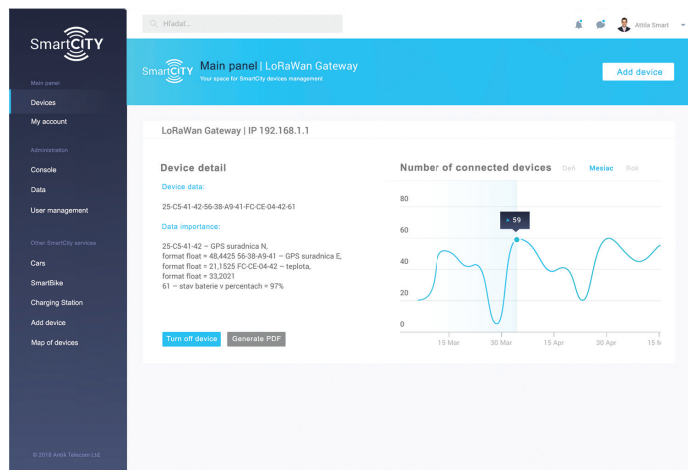 SmartCITY
Main panel
Devices
My account
Administration
Console
Data
User management
Other SmartCity services
Cars
SmartBike
Charging Station
Add device
Map of devices
© 2018 Antik Telecom Ltd.
Hľadať...
Attila Smart
SmartCITY
Main panel | LoRaWan Gateway
Your space for SmartCity devices management
Add device
LoRaWan Gateway | IP 192.168.1.1
Device detail
Device data:
25-C5-41-42-56-38-A9-41-FC-CE-04-42-61
Data importance:
25-C5-41-42 – GPS suradnica N,
format float = 48,4425 56-38-A9-41 – GPS suradnica E,
format float = 21,1525 FC-CE-04-42 – teplota,
format float = 33,2021
61 – stav baterie v percentach = 97%
Turn off device
Generate PDF
Number of connected devices
Deň
Mesiac
Rok
80
60
40
20
0
59
15 Mar
30 Mar
15 Apr
30 Apr
15